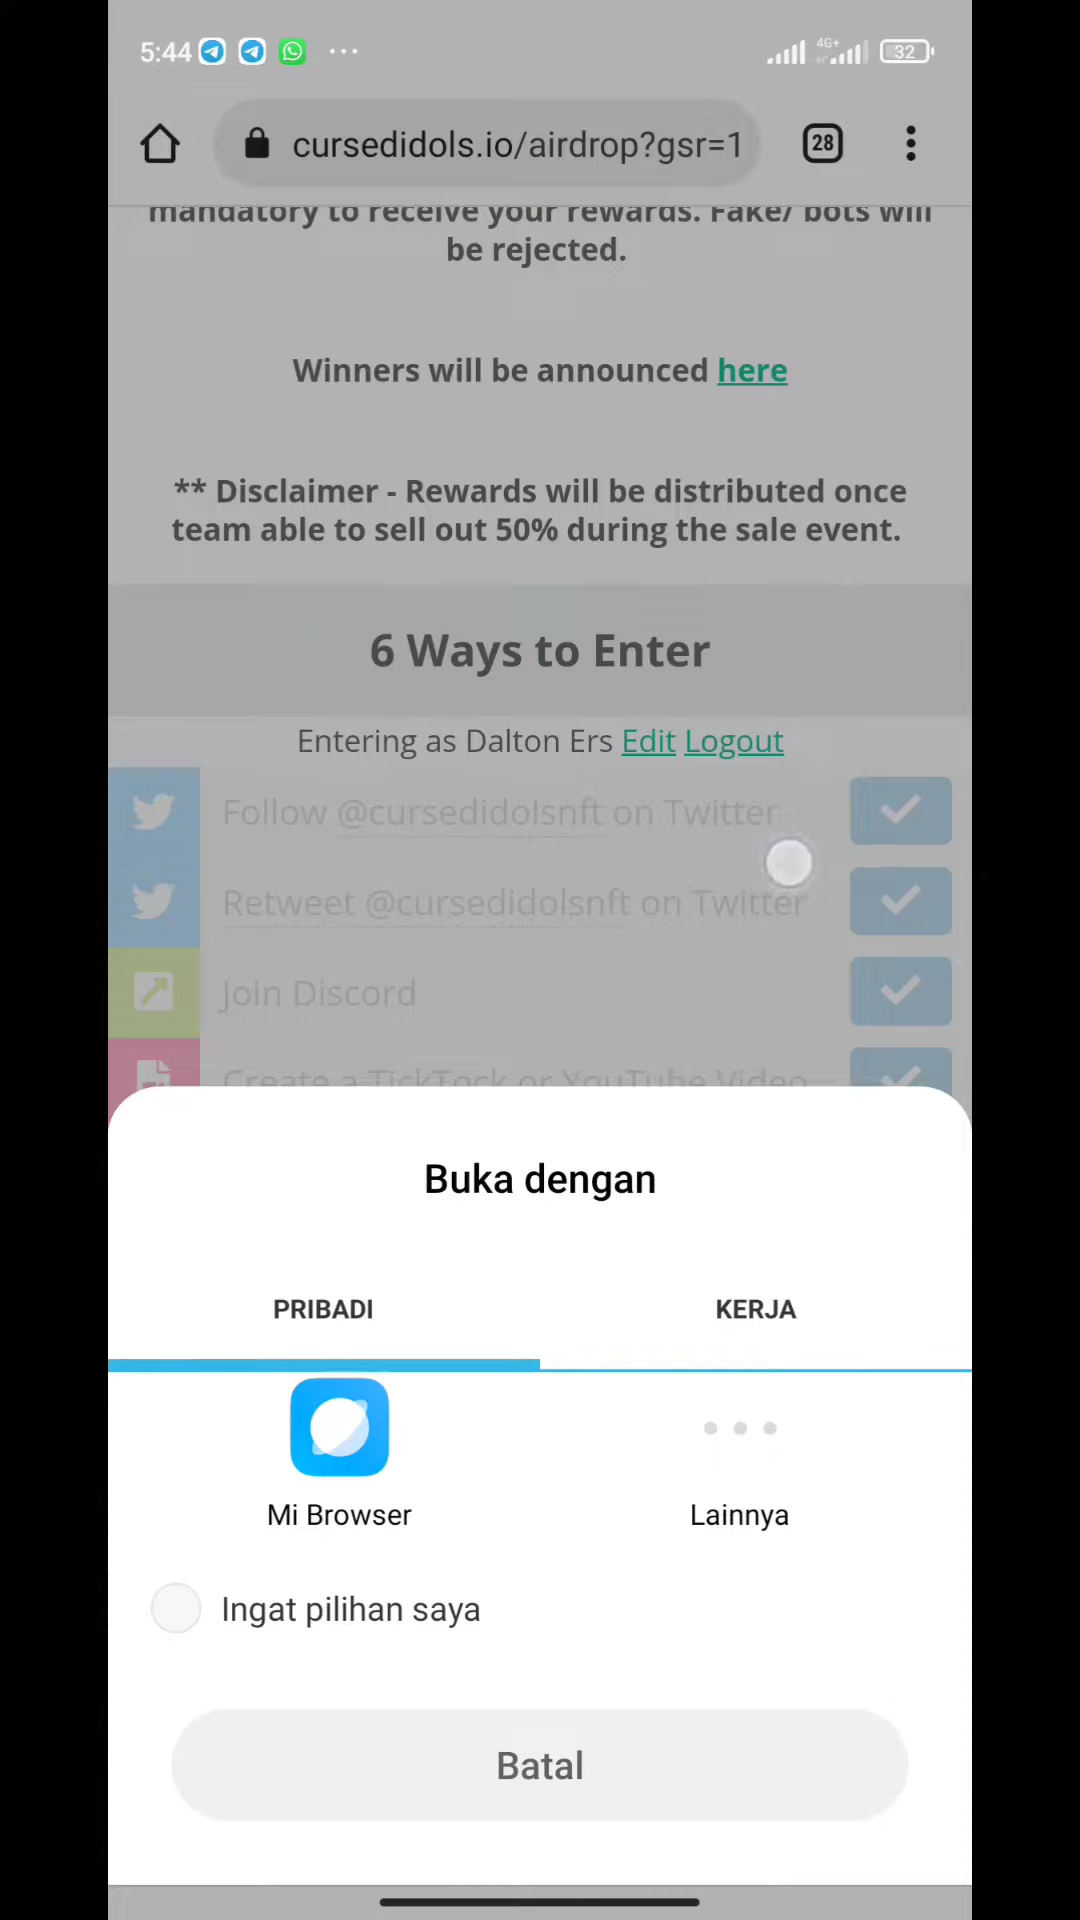 5:44
4G+
32
cursedidols.io/airdrop?gsr=1
28
mandatory to receive your rewards. Fake/ bots will
be rejected.
Winners will be announced here
** Disclaimer - Rewards will be distributed once
team able to sell out 50% during the sale event.
6 Ways to Enter
Entering as Dalton Ers Edit Logout
Follow @cursedidolsnft on Twitter
Retweet @cursedidolsnft on Twitter
Join Discord
Create a TickTock or YouTube Video
Buka dengan
PRIBADI
KERJA
Mi Browser
Lainnya
Ingat pilihan saya
Batal